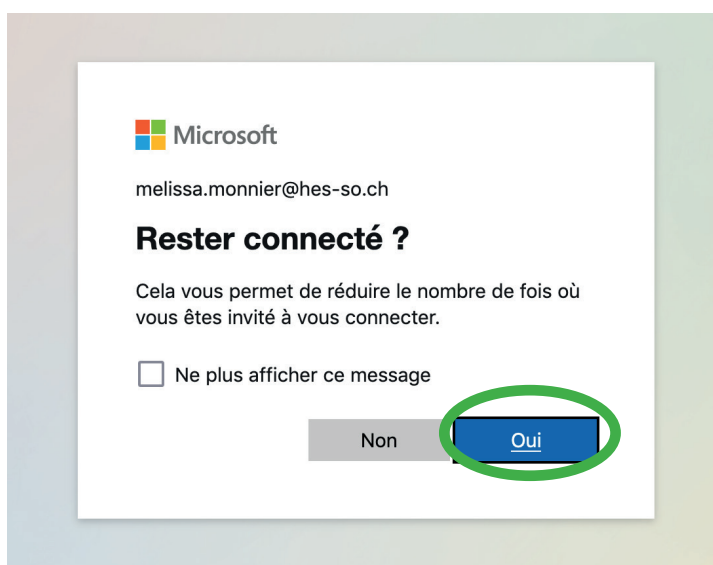 Microsoft
melissa.monnier@hes-so.ch
Rester connecté ?
Cela vous permet de réduire le nombre de fois où
vous êtes invité à vous connecter.
Ne plus afficher ce message
Non
Oui